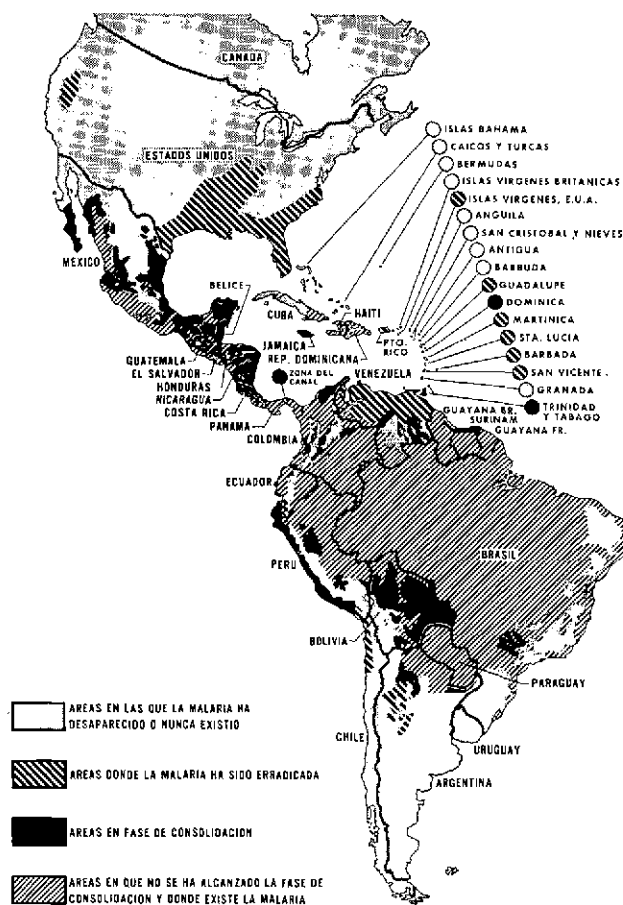 CANADA
ESTADOS UNIDOS
MEXICO
ISLAS BAHAMA
CAICOS Y TURCAS
BERMUDAS
ISLAS VIRGENES BRITANICAS
ISLAS VIRGENES, E.U.A.
ANGUILA
SAN CRISTOBAL Y NIEVES
ANTIGUA
BARBUDA
GUADALUPE
DOMINICA
MARTINICA
STA. LUCIA
BARBADA
SAN VICENTE
GRANADA
TRINIDAD
Y TABAGO
BELICE
CUBA
HAITI
PTO.
RICO
JAMAICA
REP. DOMINICANA
GUATEMALA
EL SALVADOR
HONDURAS
NICARAGUA
COSTA RICA
PANAMA
ZONA DEL
CANAL
VENEZUELA
COLOMBIA
GUAYANA BR.
SURINAM
GUAYANA FR.
ECUADOR
PERU
BRASIL
BOLIVIA
PARAGUAY
CHILE
URUGUAY
ARGENTINA
AREAS EN LAS QUE LA MALARIA HA
DESAPARECIDO O NUNCA EXISTIO
AREAS DONDE LA MALARIA HA SIDO ERRADICADA
AREAS EN FASE DE CONSOLIDACION
AREAS EN QUE NO SE HA ALCANZADO LA FASE DE
CONSOLIDACION Y DONDE EXISTE LA MALARIA